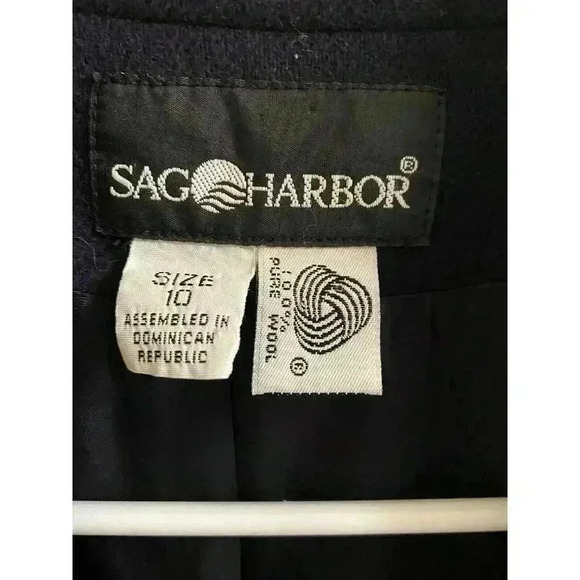 SAG HARBOR ®
SIZE
10
ASSEMBLED IN
DOMINICAN
REPUBLIC
100%
PURE WOOL
®